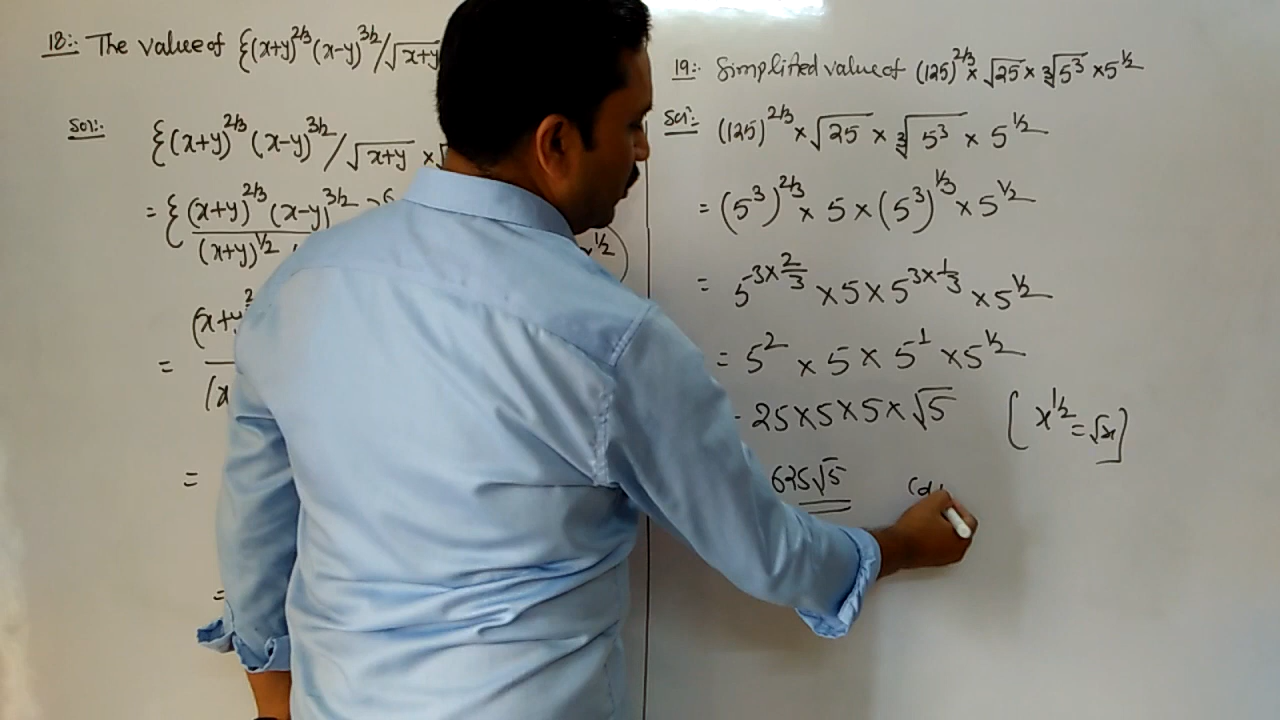 18:- The value of {(x+y)^2/3 (x-y)^3/2 / √x+y
Sol:- {(x+y)^2/3 (x-y)^3/2 / √x+y ×
= { (x+y)^2/3 (x-y)^3/2
(x+y)^1/2
=
(x
=
=
19:- Simplified value of (125)^2/3 × √25 × ∛5^3 × 5^1/2
Sol:- (125)^2/3 × √25 × ∛5^3 × 5^1/2
= (5^3)^2/3 × 5 × (5^3)^1/3 × 5^1/2
= 5^3×2/3 × 5 × 5^3×1/3 × 5^1/2
= 5^2 × 5 × 5^1 × 5^1/2
25 × 5 × 5 × √5 [x^1/2 = √x]
625√5 (d)